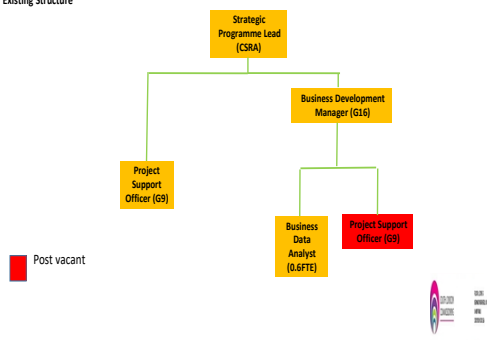 Existing Structure
Strategic
Programme Lead
(CSRA)
Business Development
Manager (G16)
Project
Support
Officer (G9)
Business
Data
Analyst
(0.6FTE)
Project Support
Officer (G9)
Post vacant